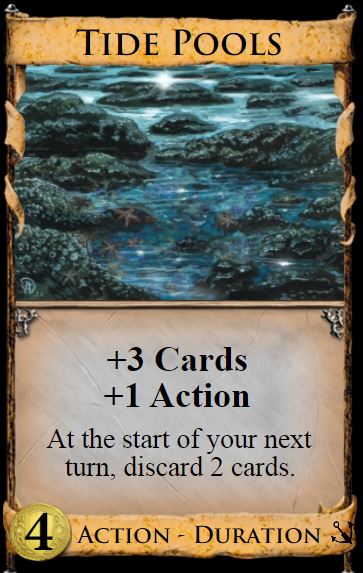 TIDE POOLS
+3 Cards
+1 Action
At the start of your next
turn, discard 2 cards.
4
ACTION - DURATION